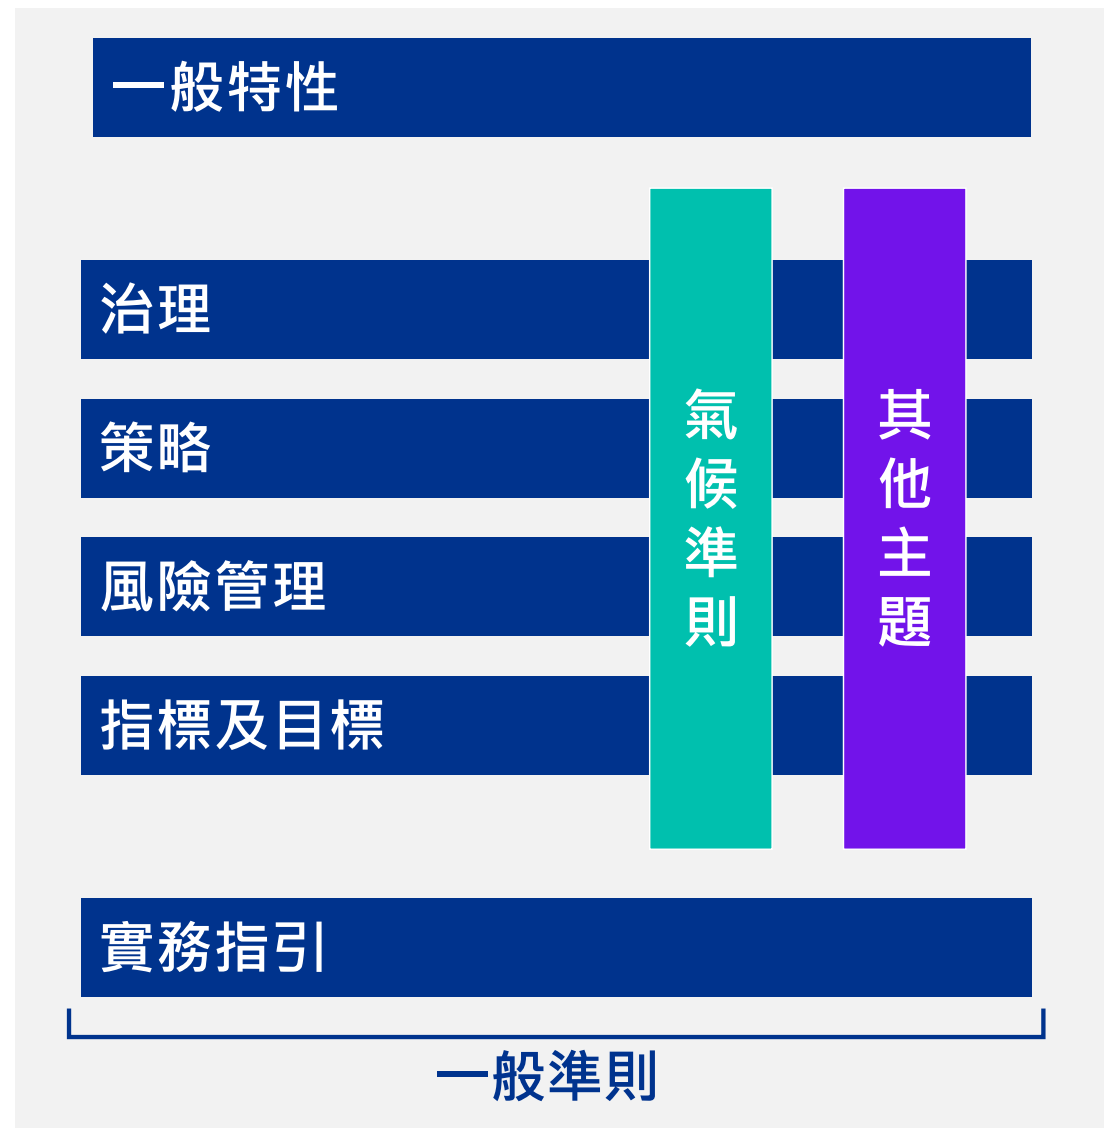 一般特性
治理
策略
風險管理
指標及目標
氣候準則
其他主題
實務指引
一般準則